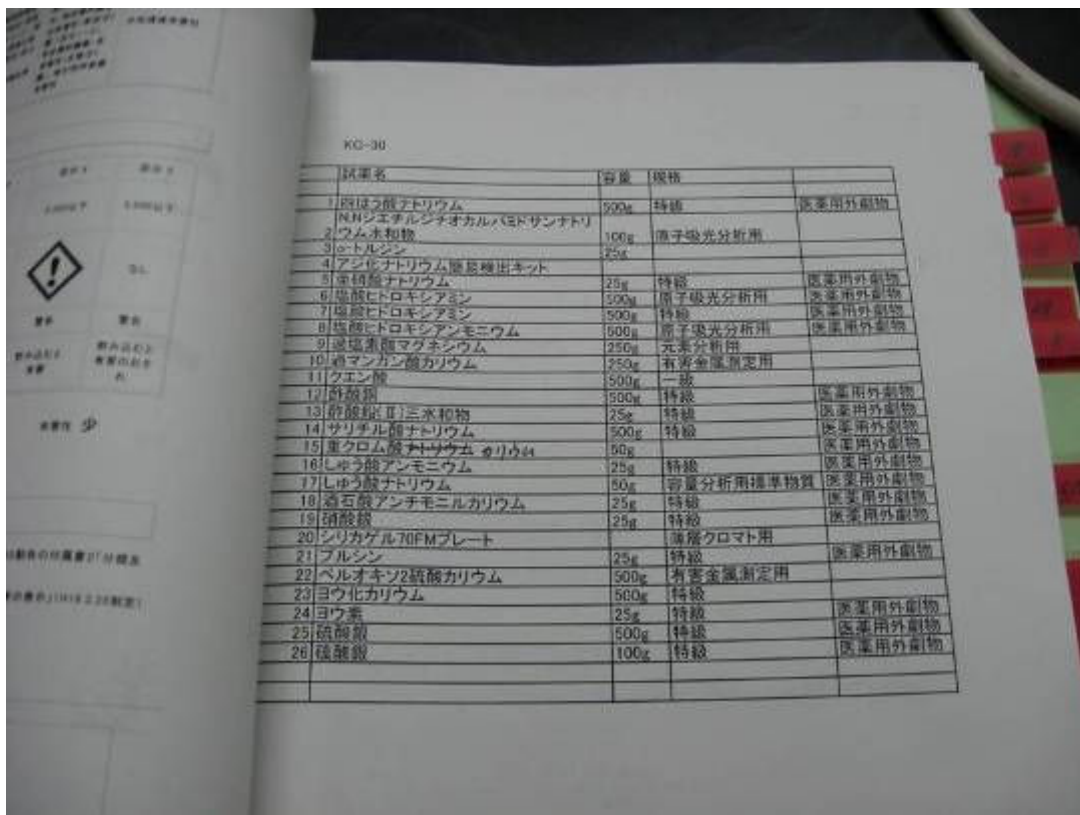 KG-30
試薬名 容量 規格
1 四ほう酸ナトリウム 500g 特級 医薬用外劇物
N,Nジエチルジチオカルバミドサンナトリ
2 ウム水和物 100g 原子吸光分析用
3 o-トルジン 25g
4 アジ化ナトリウム簡易検出キット
5 亜硝酸ナトリウム 25g 特級 医薬用外劇物
6 塩酸ヒドロキシアミン 500g 原子吸光分析用 医薬用外劇物
7 塩酸ヒドロキシアミン 500g 特級 医薬用外劇物
8 塩酸ヒドロキシアンモニウム 500g 原子吸光分析用 医薬用外劇物
9 過塩素酸マグネシウム 250g 元素分析用
10 過マンガン酸カリウム 250g 有害金属測定用
11 クエン酸 500g 一級
12 酢酸鉛 500g 特級 医薬用外劇物
13 酢酸鉛(Ⅱ)三水和物 25g 特級 医薬用外劇物
14 サリチル酸ナトリウム 500g 特級 医薬用外劇物
15 重クロム酸ナトリウム カリウム 50g 医薬用外劇物
16 しゅう酸アンモニウム 25g 特級 医薬用外劇物
17 しゅう酸ナトリウム 50g 容量分析用標準物質 医薬用外劇物
18 酒石酸アンチモニルカリウム 25g 特級 医薬用外劇物
19 硝酸銀 25g 特級 医薬用外劇物
20 シリカゲル70FMプレート 薄層クロマト用
21 ブルシン 25g 特級 医薬用外劇物
22 ペルオキソ2硫酸カリウム 500g 有害金属測定用
23 ヨウ化カリウム 500g 特級
24 ヨウ素 25g 特級 医薬用外劇物
25 硫酸銀 500g 特級 医薬用外劇物
26 硫酸銀 100g 特級 医薬用外劇物
なし
警告 警告
飲み込むと
有害のおそ
れ
有害性 少